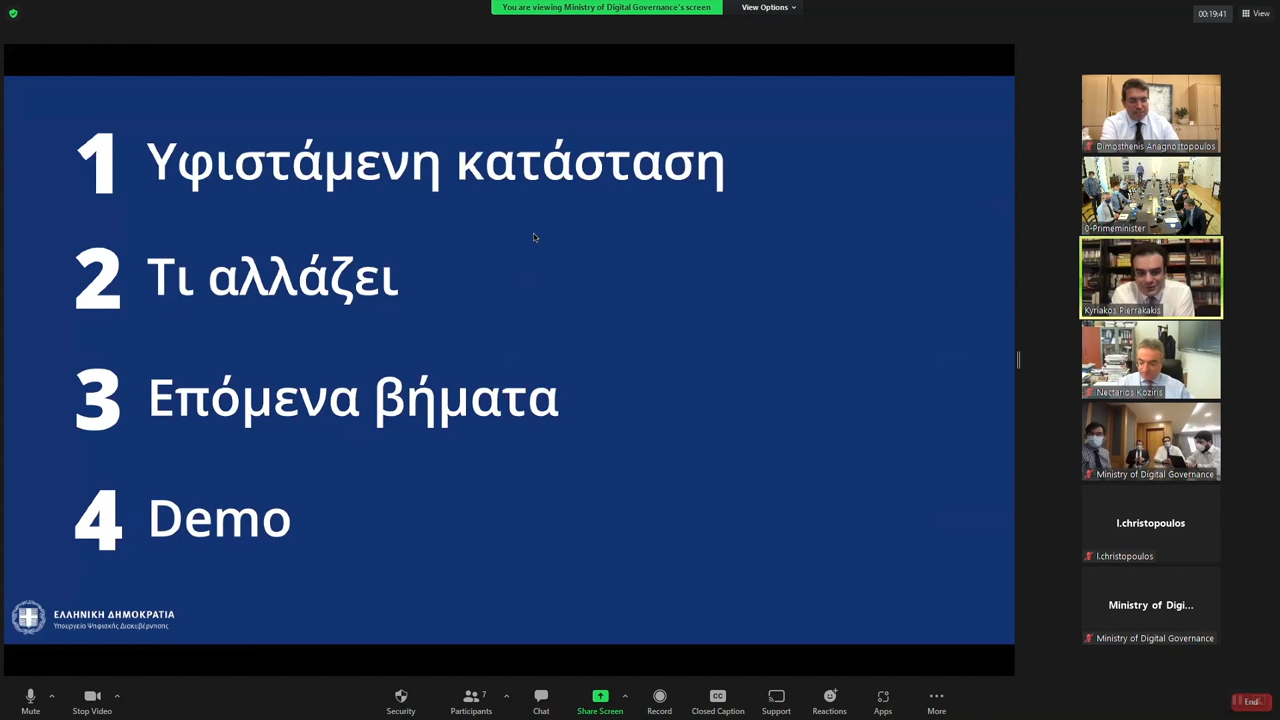 You are viewing Ministry of Digital Governance's screen
View Options
00:19:41
View
1 Υφιστάμενη κατάσταση
2 Τι αλλάζει
3 Επόμενα βήματα
4 Demo
ΕΛΛΗΝΙΚΗ ΔΗΜΟΚΡΑΤΙΑ
Υπουργείο Ψηφιακής Διακυβέρνησης
Dimosthenis Anagnostopoulos
0-Primeminister
Kyriakos Pierrakakis
Nectarios Koziris
Ministry of Digital Governance
I.christopoulos
I.christopoulos
Ministry of Digi...
Ministry of Digital Governance
Mute
Stop Video
Security
Participants 7
Chat
Share Screen
Record
CC
Closed Caption
Support
Reactions
Apps
More
End